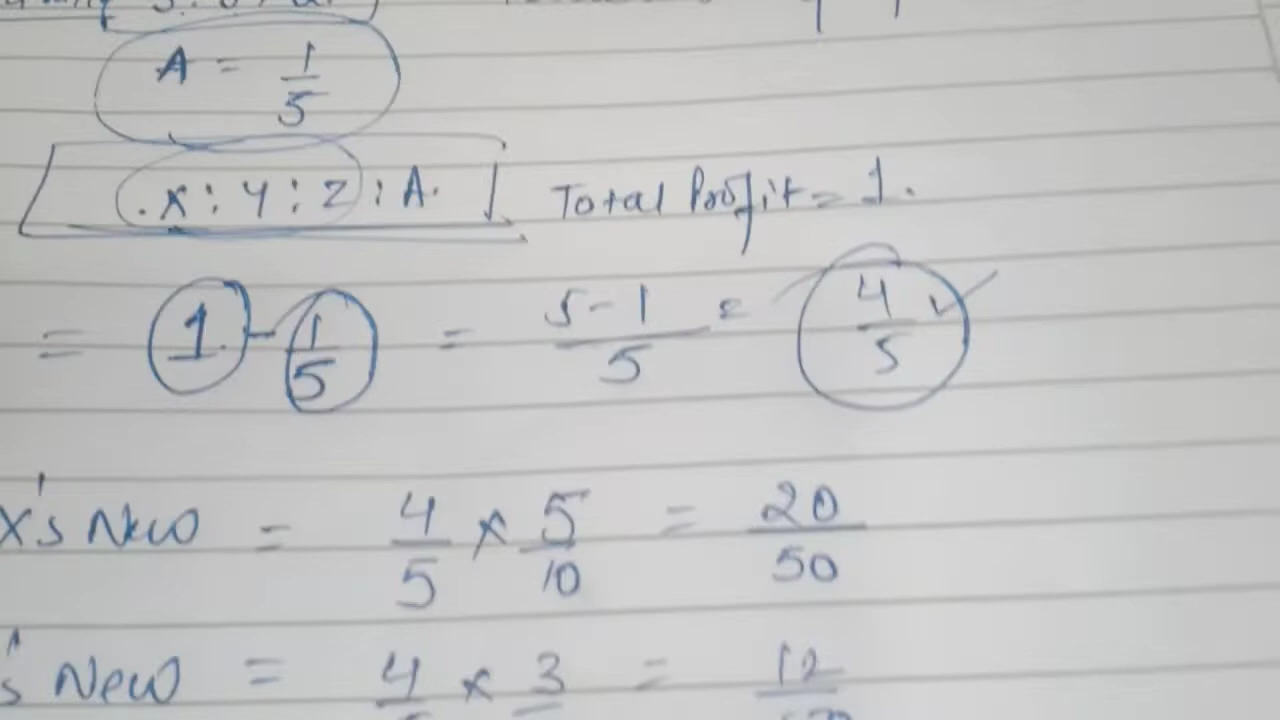 A = 1/5
x : y : z : A. Total Profit = 1.
= 1 - 1/5 = 5-1/5 = 4/5 ✓
X's New = 4/5 × 5/10 = 20/50
's New = 4/5 × 3 = 12